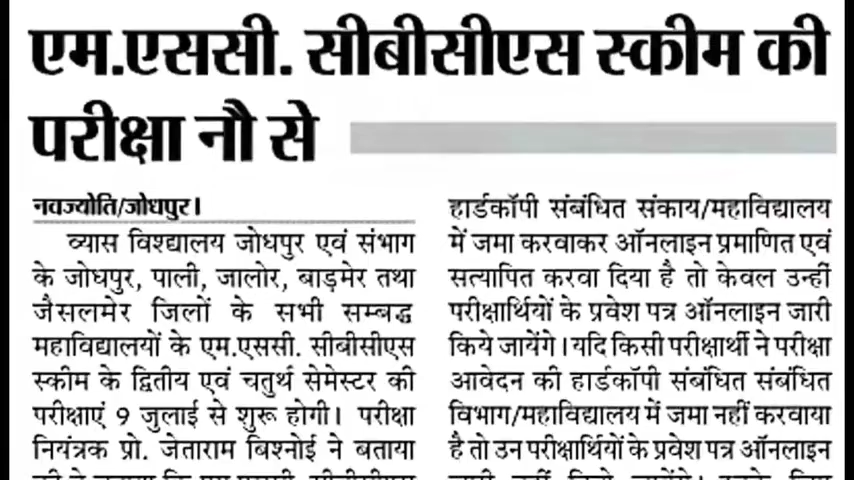 एम.एससी. सीबीसीएस स्कीम की
परीक्षा नौ से
नवज्योति/जोधपुर।
व्यास विश्द्यालय जोधपुर एवं संभाग
के जोधपुर, पाली, जालोर, बाड़मेर तथा
जैसलमेर जिलों के सभी सम्बद्ध
महाविद्यालयों के एम.एससी. सीबीसीएस
स्कीम के द्वितीय एवं चतुर्थ सेमेस्टर की
परीक्षाएं 9 जुलाई से शुरू होगी। परीक्षा
नियंत्रक प्रो. जेताराम बिश्नोई ने बताया
हार्डकॉपी संबंधित संकाय/महाविद्यालय
में जमा करवाकर ऑनलाइन प्रमाणित एवं
सत्यापित करवा दिया है तो केवल उन्हीं
परीक्षार्थियों के प्रवेश पत्र ऑनलाइन जारी
किये जायेंगे। यदि किसी परीक्षार्थी ने परीक्षा
आवेदन की हार्डकॉपी संबंधित संबंधित
विभाग/महाविद्यालय में जमा नहीं करवाया
है तो उन परीक्षार्थियों के प्रवेश पत्र ऑनलाइन